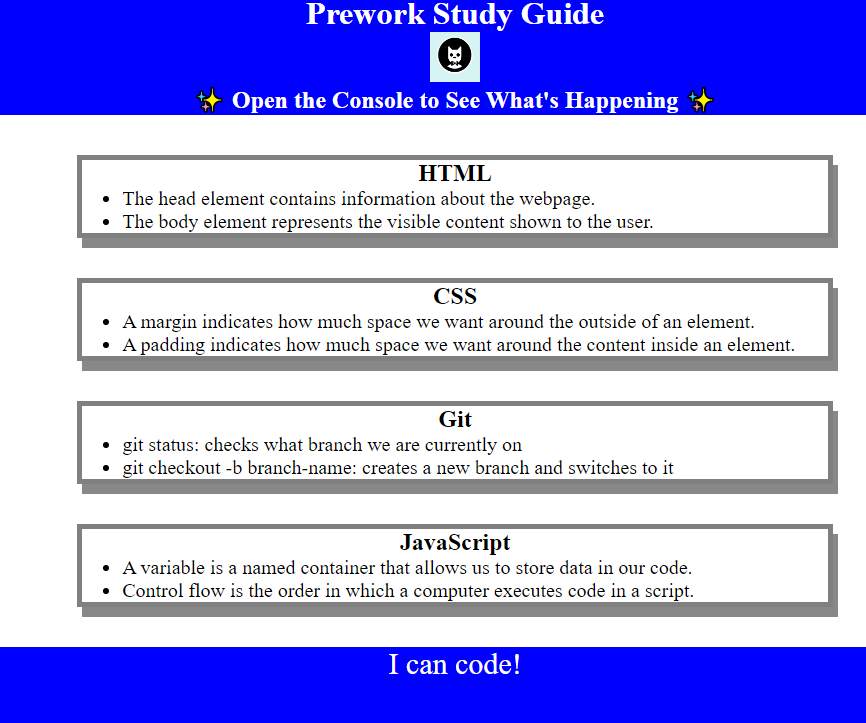 Prework Study Guide
✨ Open the Console to See What's Happening ✨
HTML
• The head element contains information about the webpage.
• The body element represents the visible content shown to the user.
CSS
• A margin indicates how much space we want around the outside of an element.
• A padding indicates how much space we want around the content inside an element.
Git
• git status: checks what branch we are currently on
• git checkout -b branch-name: creates a new branch and switches to it
JavaScript
• A variable is a named container that allows us to store data in our code.
• Control flow is the order in which a computer executes code in a script.
I can code!